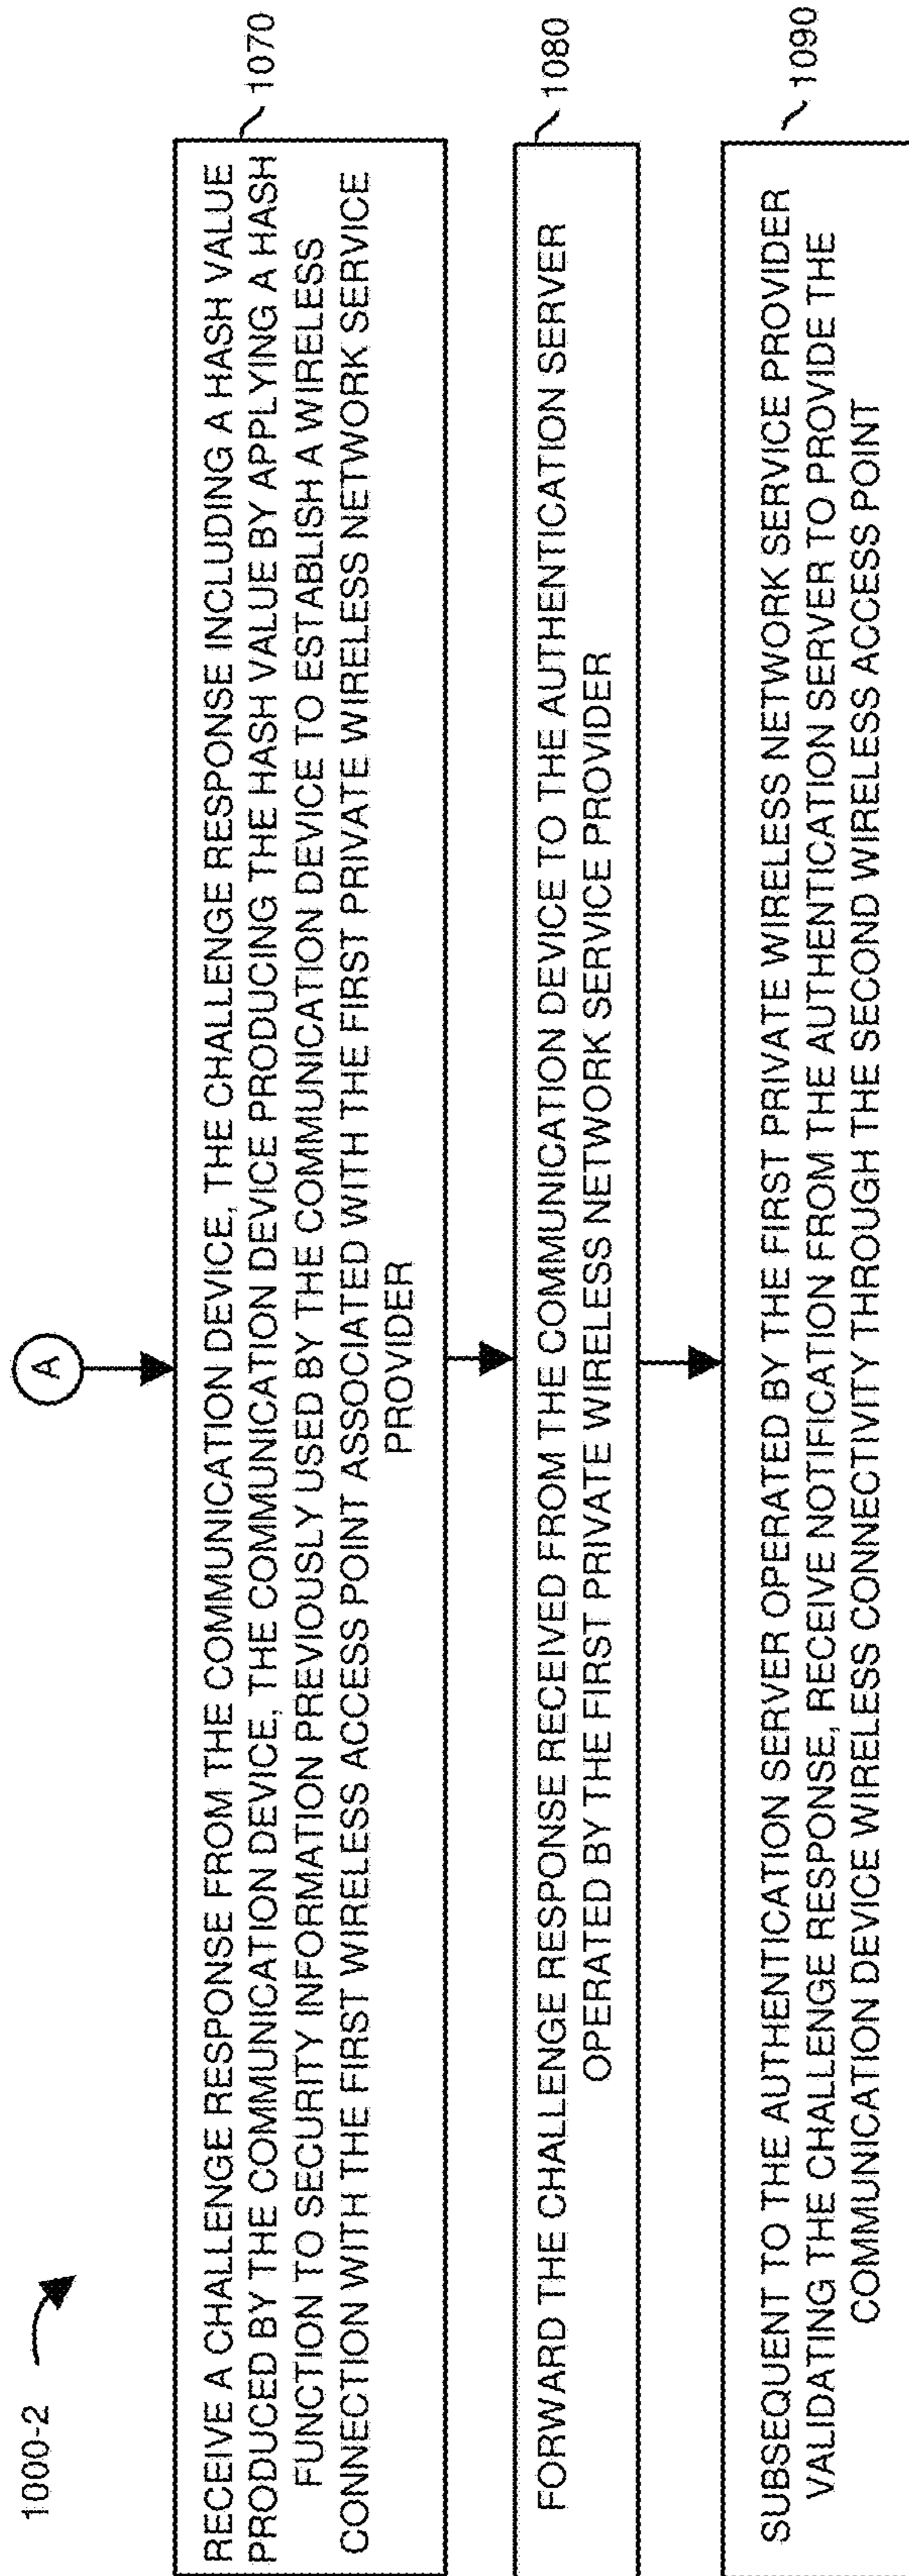 1000-2
A
RECEIVE A CHALLENGE RESPONSE FROM THE COMMUNICATION DEVICE, THE CHALLENGE RESPONSE INCLUDING A HASH VALUE
PRODUCED BY THE COMMUNICATION DEVICE, THE COMMUNICATION DEVICE PRODUCING THE HASH VALUE BY APPLYING A HASH
FUNCTION TO SECURITY INFORMATION PREVIOUSLY USED BY THE COMMUNICATION DEVICE TO ESTABLISH A WIRELESS
CONNECTION WITH THE FIRST WIRELESS ACCESS POINT ASSOCIATED WITH THE FIRST PRIVATE WIRELESS NETWORK SERVICE
PROVIDER
1070
FORWARD THE CHALLENGE RESPONSE RECEIVED FROM THE COMMUNICATION DEVICE TO THE AUTHENTICATION SERVER
OPERATED BY THE FIRST PRIVATE WIRELESS NETWORK SERVICE PROVIDER
1080
SUBSEQUENT TO THE AUTHENTICATION SERVER OPERATED BY THE FIRST PRIVATE WIRELESS NETWORK SERVICE PROVIDER
VALIDATING THE CHALLENGE RESPONSE, RECEIVE NOTIFICATION FROM THE AUTHENTICATION SERVER TO PROVIDE THE
COMMUNICATION DEVICE WIRELESS CONNECTIVITY THROUGH THE SECOND WIRELESS ACCESS POINT
1090